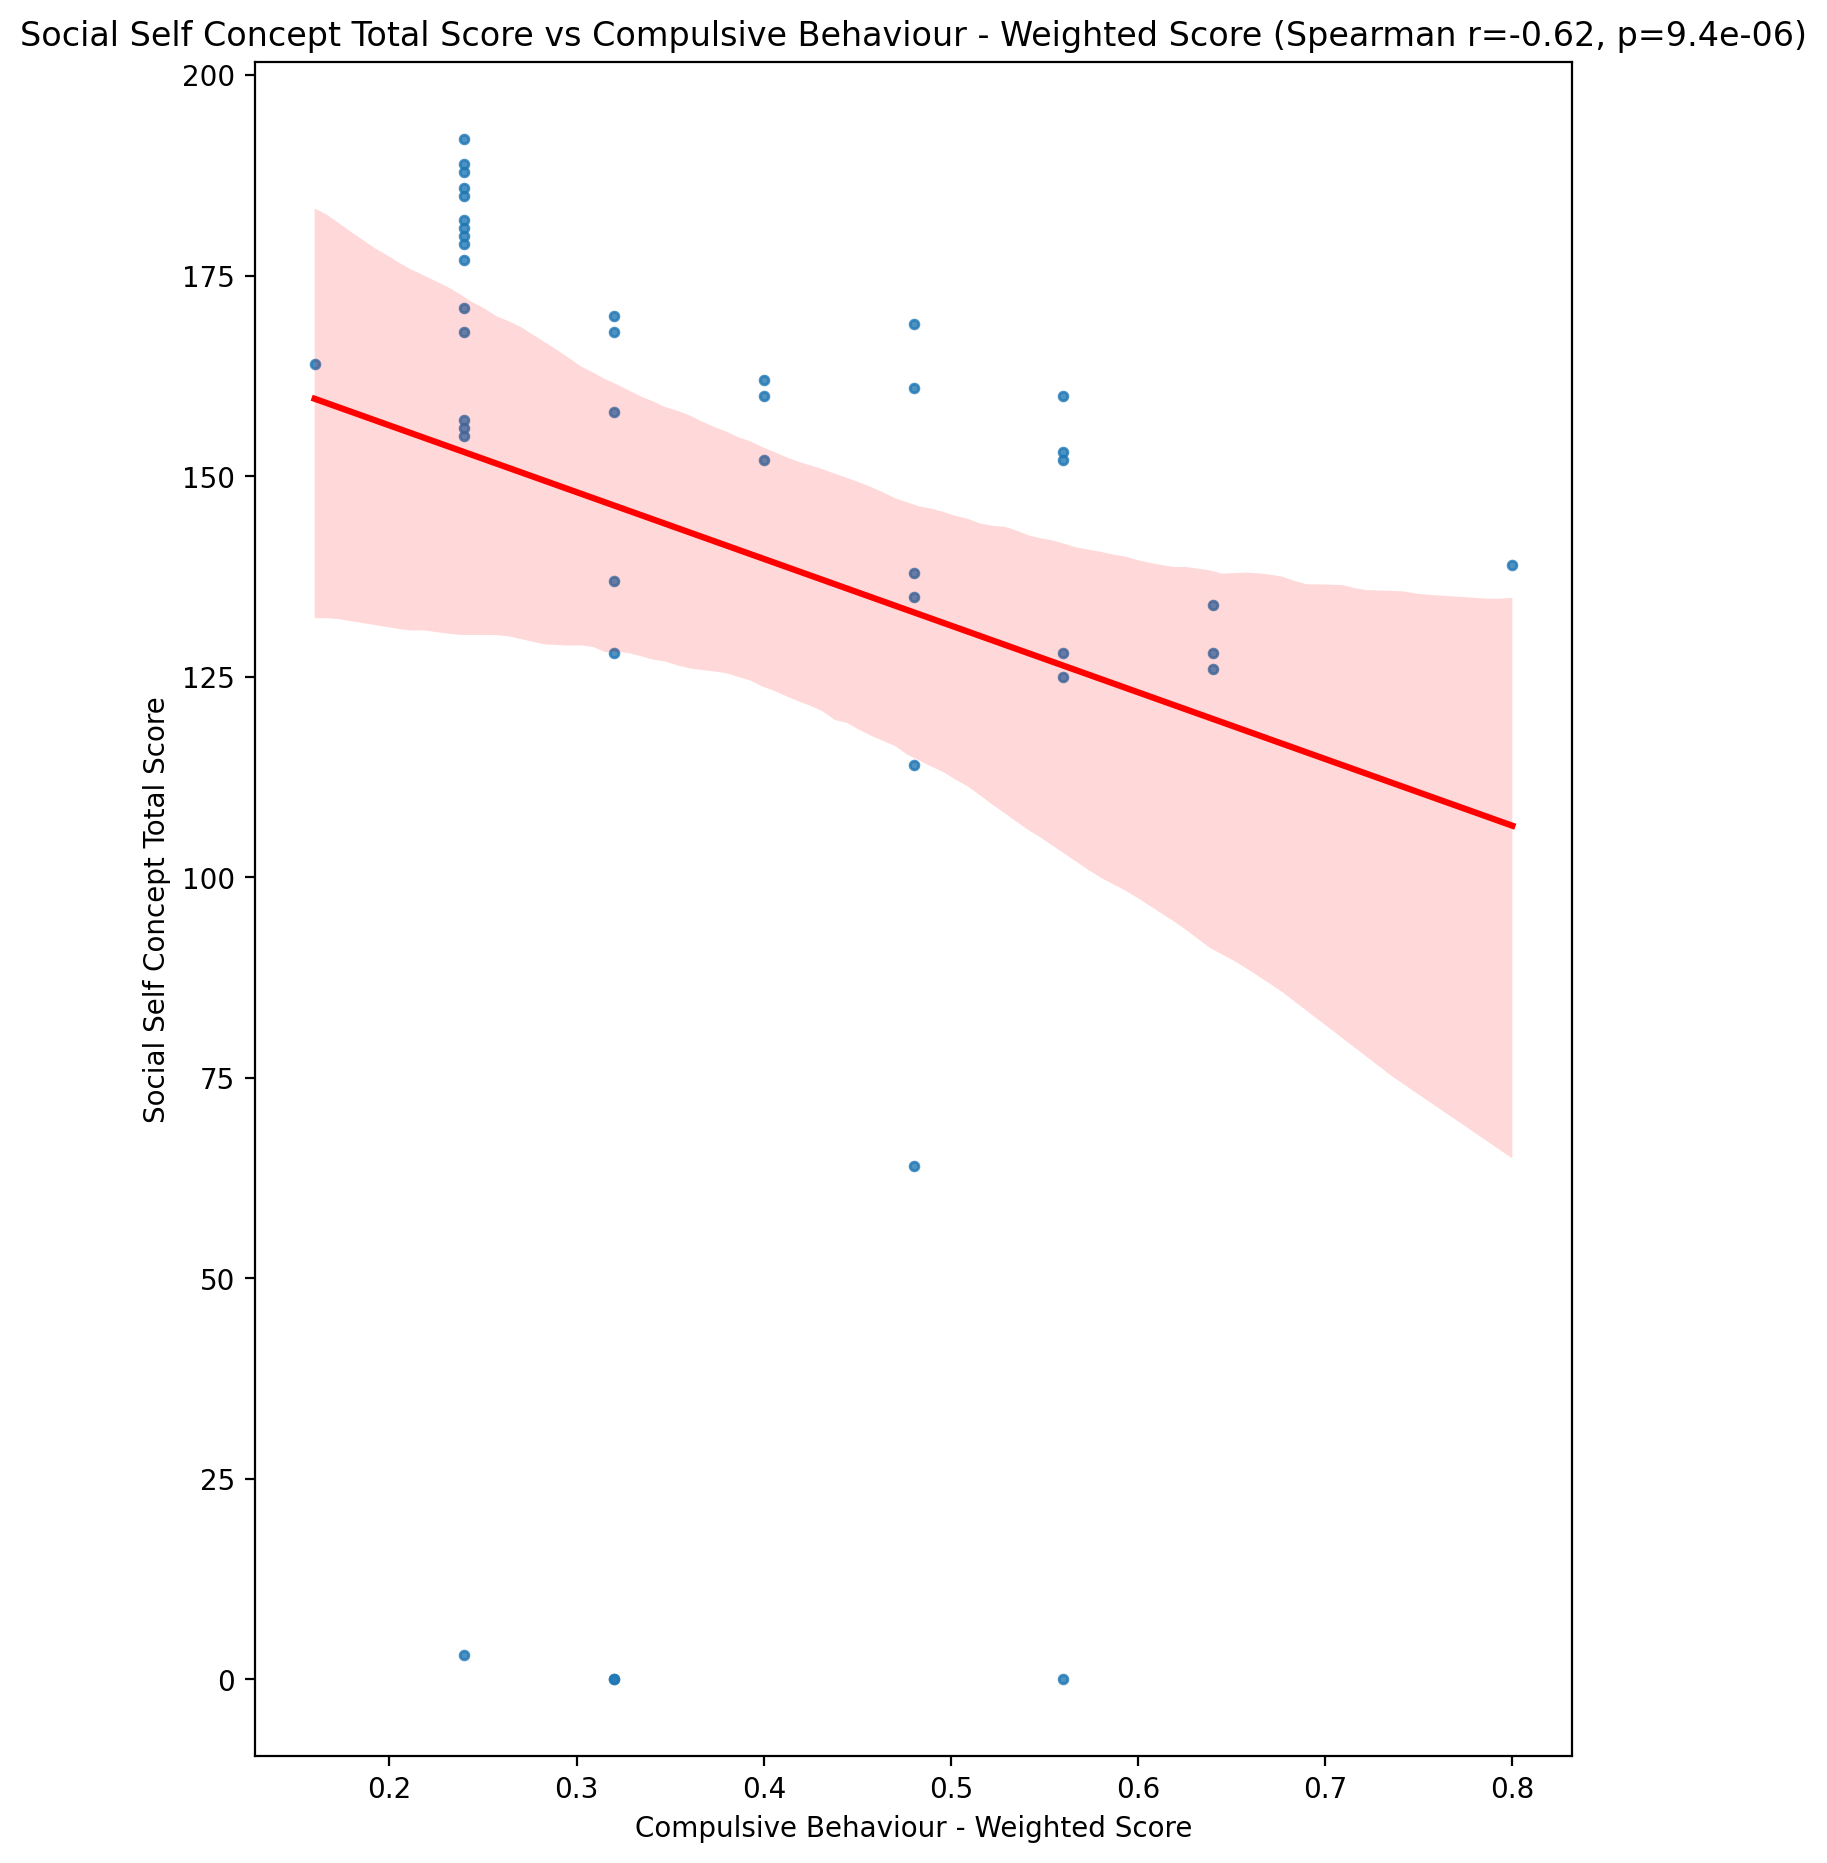 Social Self Concept Total Score vs Compulsive Behaviour - Weighted Score (Spearman r=-0.62, p=9.4e-06)
200
175
150
125
100
75
50
25
0
Social Self Concept Total Score
0.2 0.3 0.4 0.5 0.6 0.7 0.8
Compulsive Behaviour - Weighted Score